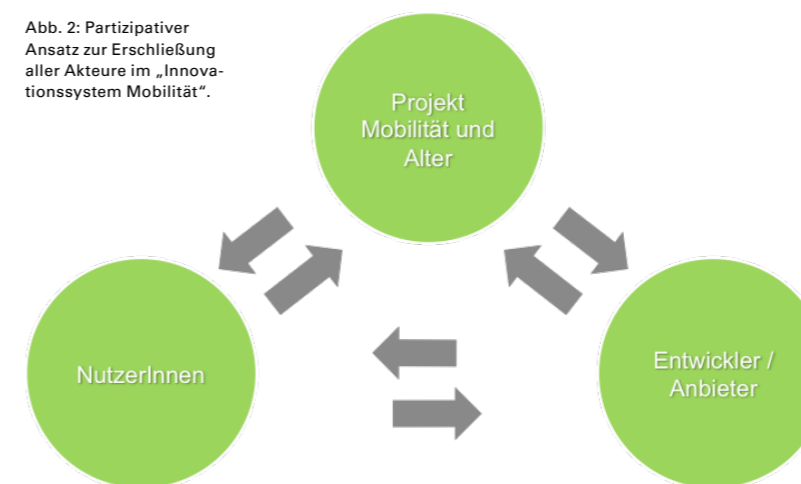 Abb. 2: Partizipativer
Ansatz zur Erschließung
aller Akteure im „Innova-
tionssystem Mobilität“.
Projekt
Mobilität und
Alter
NutzerInnen
Entwickler /
Anbieter